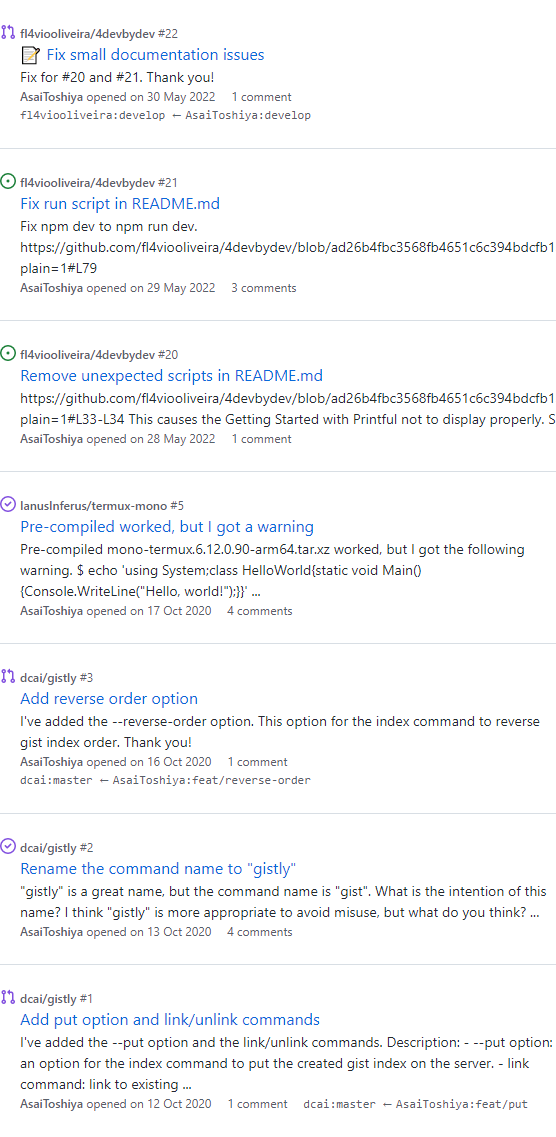 fl4viooliveira/4devbydev #22
📝 Fix small documentation issues
Fix for #20 and #21. Thank you!
AsaiToshiya opened on 30 May 2022 1 comment
fl4viooliveira:develop ← AsaiToshiya:develop
fl4viooliveira/4devbydev #21
Fix run script in README.md
Fix npm dev to npm run dev.
https://github.com/fl4viooliveira/4devbydev/blob/ad26b4fbc3568fb4651c6c394bdcfb1
plain=1#L79
AsaiToshiya opened on 29 May 2022 3 comments
fl4viooliveira/4devbydev #20
Remove unexpected scripts in README.md
https://github.com/fl4viooliveira/4devbydev/blob/ad26b4fbc3568fb4651c6c394bdcfb1
plain=1#L33-L34 This causes the Getting Started with Printful not to display properly. S
AsaiToshiya opened on 28 May 2022 1 comment
IanusInferus/termux-mono #5
Pre-compiled worked, but I got a warning
Pre-compiled mono-termux.6.12.0.90-arm64.tar.xz worked, but I got the following
warning. $ echo 'using System;class HelloWorld{static void Main()
{Console.WriteLine("Hello, world!");}}' ...
AsaiToshiya opened on 17 Oct 2020 4 comments
dcai/gistly #3
Add reverse order option
I've added the --reverse-order option. This option for the index command to reverse
gist index order. Thank you!
AsaiToshiya opened on 16 Oct 2020 1 comment
dcai:master ← AsaiToshiya:feat/reverse-order
dcai/gistly #2
Rename the command name to "gistly"
"gistly" is a great name, but the command name is "gist". What is the intention of this
name? I think "gistly" is more appropriate to avoid misuse, but what do you think? ...
AsaiToshiya opened on 13 Oct 2020 4 comments
dcai/gistly #1
Add put option and link/unlink commands
I've added the --put option and the link/unlink commands. Description: - --put option:
an option for the index command to put the created gist index on the server. - link
command: link to existing ...
AsaiToshiya opened on 12 Oct 2020 1 comment dcai:master ← AsaiToshiya:feat/put